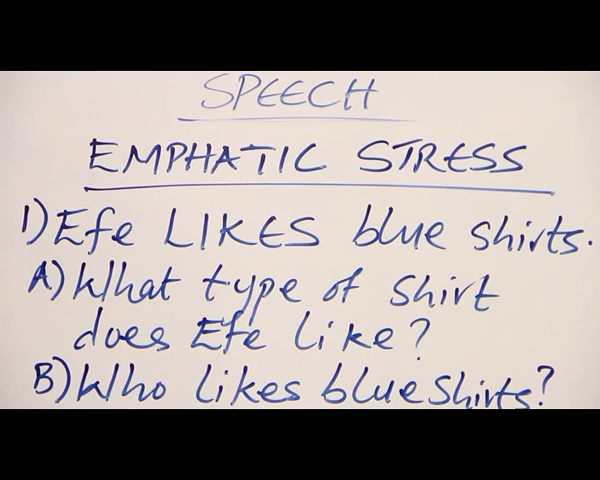 SPEECH
EMPHATIC STRESS
1) Efe LIKES blue shirts.
A) What type of shirt
does Efe like?
B) Who likes blue shirts?